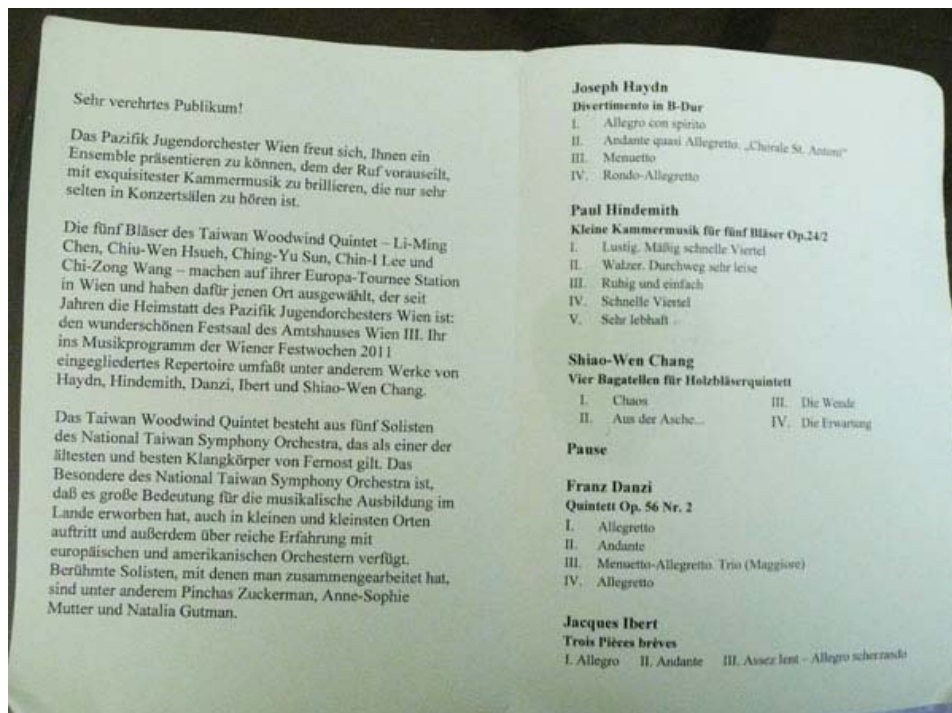 Sehr verehrtes Publikum!
Das Pazifik Jugendorchester Wien freut sich, Ihnen ein
Ensemble präsentieren zu können, dem der Ruf vorauseilt,
mit exquisitester Kammermusik zu brillieren, die nur sehr
selten in Konzertsälen zu hören ist.
Die fünf Bläser des Taiwan Woodwind Quintet – Li-Ming
Chen, Chiu-Wen Hsueh, Ching-Yu Sun, Chin-I Lee und
Chi-Zong Wang – machen auf ihrer Europa-Tournee Station
in Wien und haben dafür jenen Ort ausgewählt, der seit
Jahren die Heimstatt des Pazifik Jugendorchesters Wien ist:
den wunderschönen Festsaal des Amtshauses Wien III. Ihr
ins Musikprogramm der Wiener Festwochen 2011
eingegliedertes Repertoire umfaßt unter anderem Werke von
Haydn, Hindemith, Danzi, Ibert und Shiao-Wen Chang.
Das Taiwan Woodwind Quintet besteht aus fünf Solisten
des National Taiwan Symphony Orchestra, das als einer der
ältesten und besten Klangkörper von Fernost gilt. Das
Besondere des National Taiwan Symphony Orchestra ist,
daß es große Bedeutung für die musikalische Ausbildung im
Lande erworben hat, auch in kleinen und kleinsten Orten
auftritt und außerdem über reiche Erfahrung mit
europäischen und amerikanischen Orchestern verfügt.
Berühmte Solisten, mit denen man zusammengearbeitet hat,
sind unter anderem Pinchas Zuckerman, Anne-Sophie
Mutter und Natalia Gutman.
Joseph Haydn
Divertimento in B-Dur
I. Allegro con spirito
II. Andante quasi Allegretto. „Chorale St. Antoni"
III. Menuetto
IV. Rondo-Allegretto
Paul Hindemith
Kleine Kammermusik für fünf Bläser Op.24/2
I. Lustig. Mäßig schnelle Viertel
II. Walzer. Durchweg sehr leise
III. Ruhig und einfach
IV. Schnelle Viertel
V. Sehr lebhaft
Shiao-Wen Chang
Vier Bagatellen für Holzbläserquintett
I. Chaos III. Die Wende
II. Aus der Asche... IV. Die Erwartung
Pause
Franz Danzi
Quintett Op. 56 Nr. 2
I. Allegretto
II. Andante
III. Menuetto-Allegretto. Trio (Maggiore)
IV. Allegretto
Jacques Ibert
Trois Pièces brèves
I. Allegro II. Andante III. Assez lent – Allegro scherzando